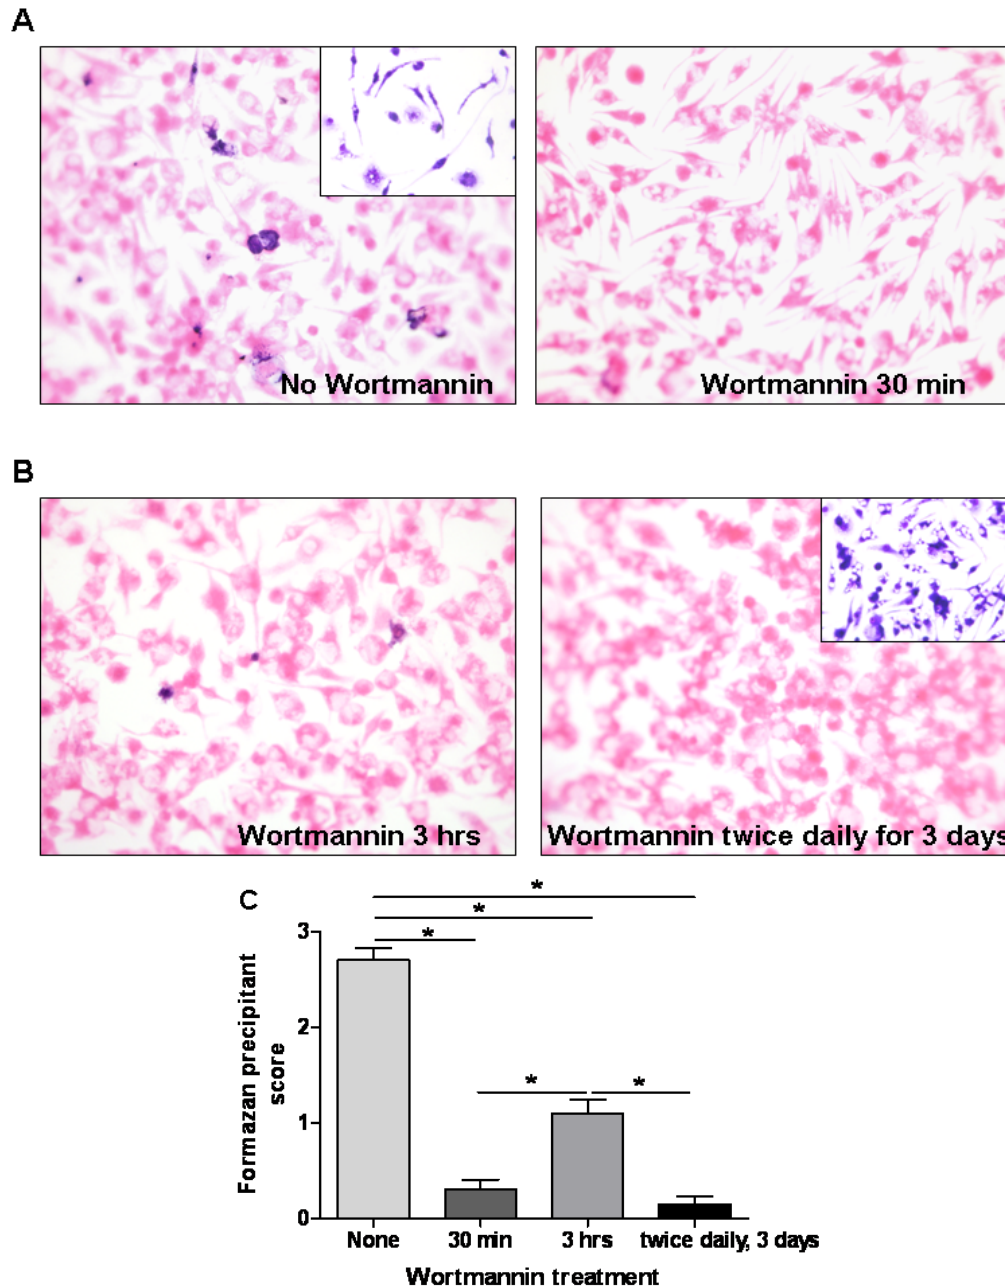 A
No Wortmannin
Wortmannin 30 min
B
Wortmannin 3 hrs
Wortmannin twice daily for 3 days
C
*
*
*
*
*
3
2
1
0
Formazan precipitant
score
None
30 min
3 hrs
twice daily, 3 days
Wortmannin treatment